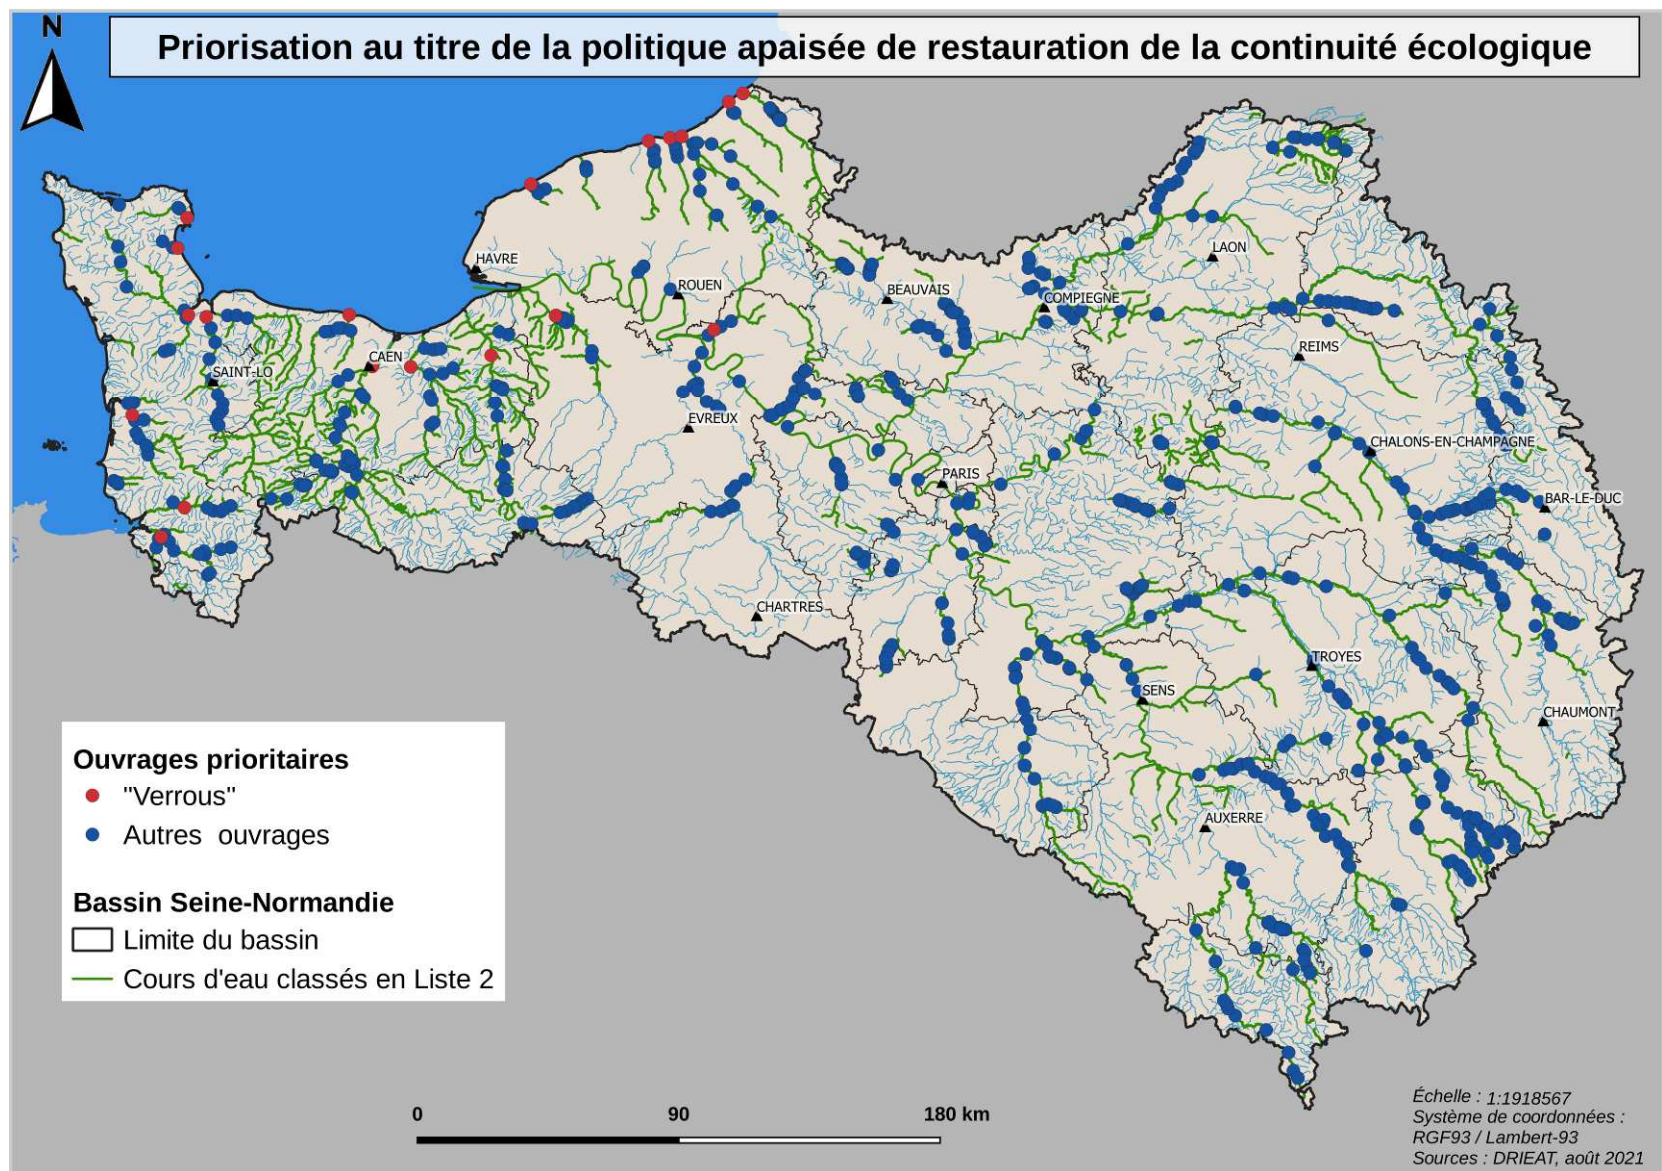 N
Priorisation au titre de la politique apaisée de restauration de la continuité écologique
HAVRE
ROUEN
BEAUVAIS
COMPIEGNE
LAON
REIMS
CAEN
SAINT-LO
EVREUX
PARIS
CHALONS-EN-CHAMPAGNE
BAR-LE-DUC
CHARTRES
TROYES
SENS
CHAUMONT
AUXERRE
Ouvrages prioritaires
"Verrous"
Autres ouvrages
Bassin Seine-Normandie
Limite du bassin
Cours d'eau classés en Liste 2
0 90 180 km
Échelle : 1:1918567
Système de coordonnées :
RGF93 / Lambert-93
Sources : DRIEAT, août 2021